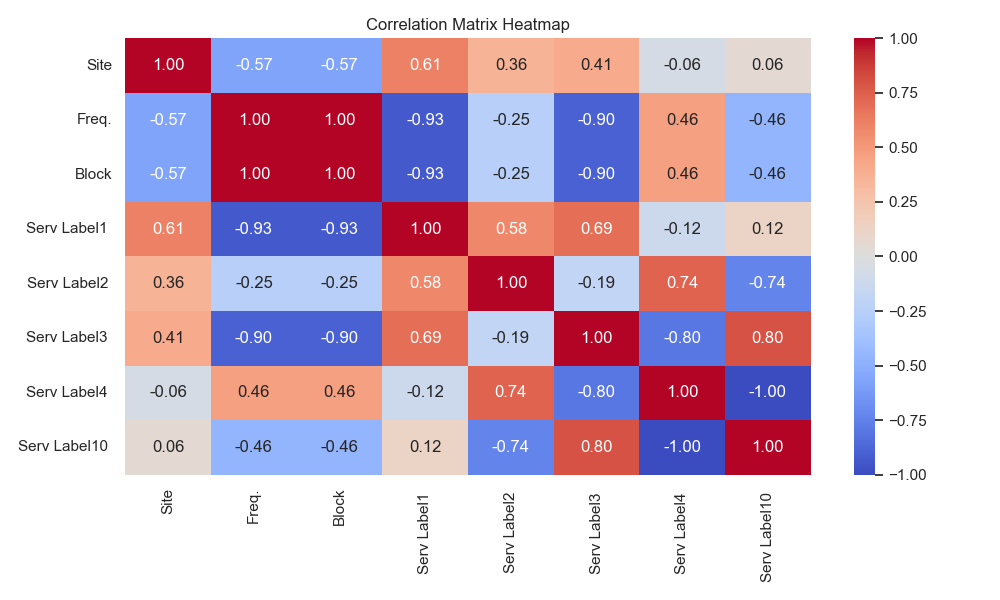 Correlation Matrix Heatmap
Site 1.00 -0.57 -0.57 0.61 0.36 0.41 -0.06 0.06
Freq. -0.57 1.00 1.00 -0.93 -0.25 -0.90 0.46 -0.46
Block -0.57 1.00 1.00 -0.93 -0.25 -0.90 0.46 -0.46
Serv Label1 0.61 -0.93 -0.93 1.00 0.58 0.69 -0.12 0.12
Serv Label2 0.36 -0.25 -0.25 0.58 1.00 -0.19 0.74 -0.74
Serv Label3 0.41 -0.90 -0.90 0.69 -0.19 1.00 -0.80 0.80
Serv Label4 -0.06 0.46 0.46 -0.12 0.74 -0.80 1.00 -1.00
Serv Label10 0.06 -0.46 -0.46 0.12 -0.74 0.80 -1.00 1.00
Site Freq. Block Serv Label1 Serv Label2 Serv Label3 Serv Label4 Serv Label10
1.00
0.75
0.50
0.25
0.00
−0.25
−0.50
−0.75
−1.00